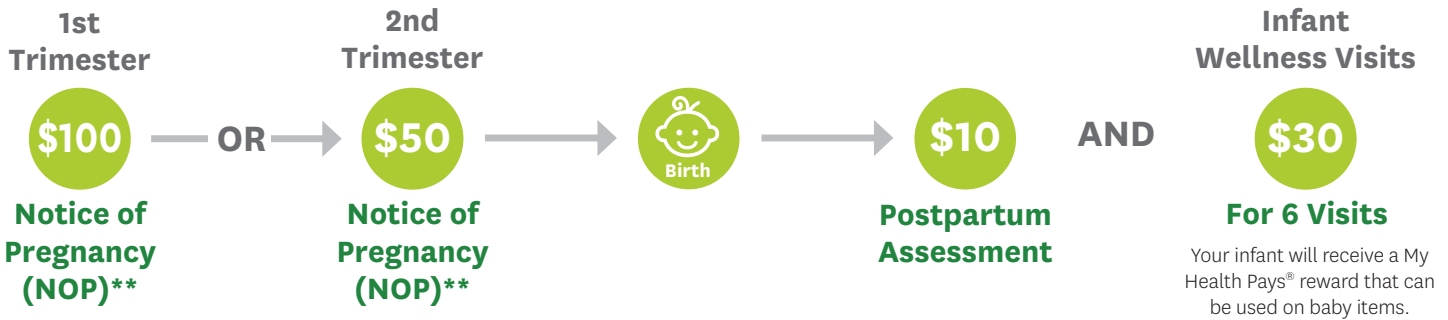 1st
Trimester
$100
Notice of
Pregnancy
(NOP)**
OR
2nd
Trimester
$50
Notice of
Pregnancy
(NOP)**
Birth
$10
Postpartum
Assessment
AND
Infant
Wellness Visits
$30
For 6 Visits
Your infant will receive a My
Health Pays® reward that can
be used on baby items.